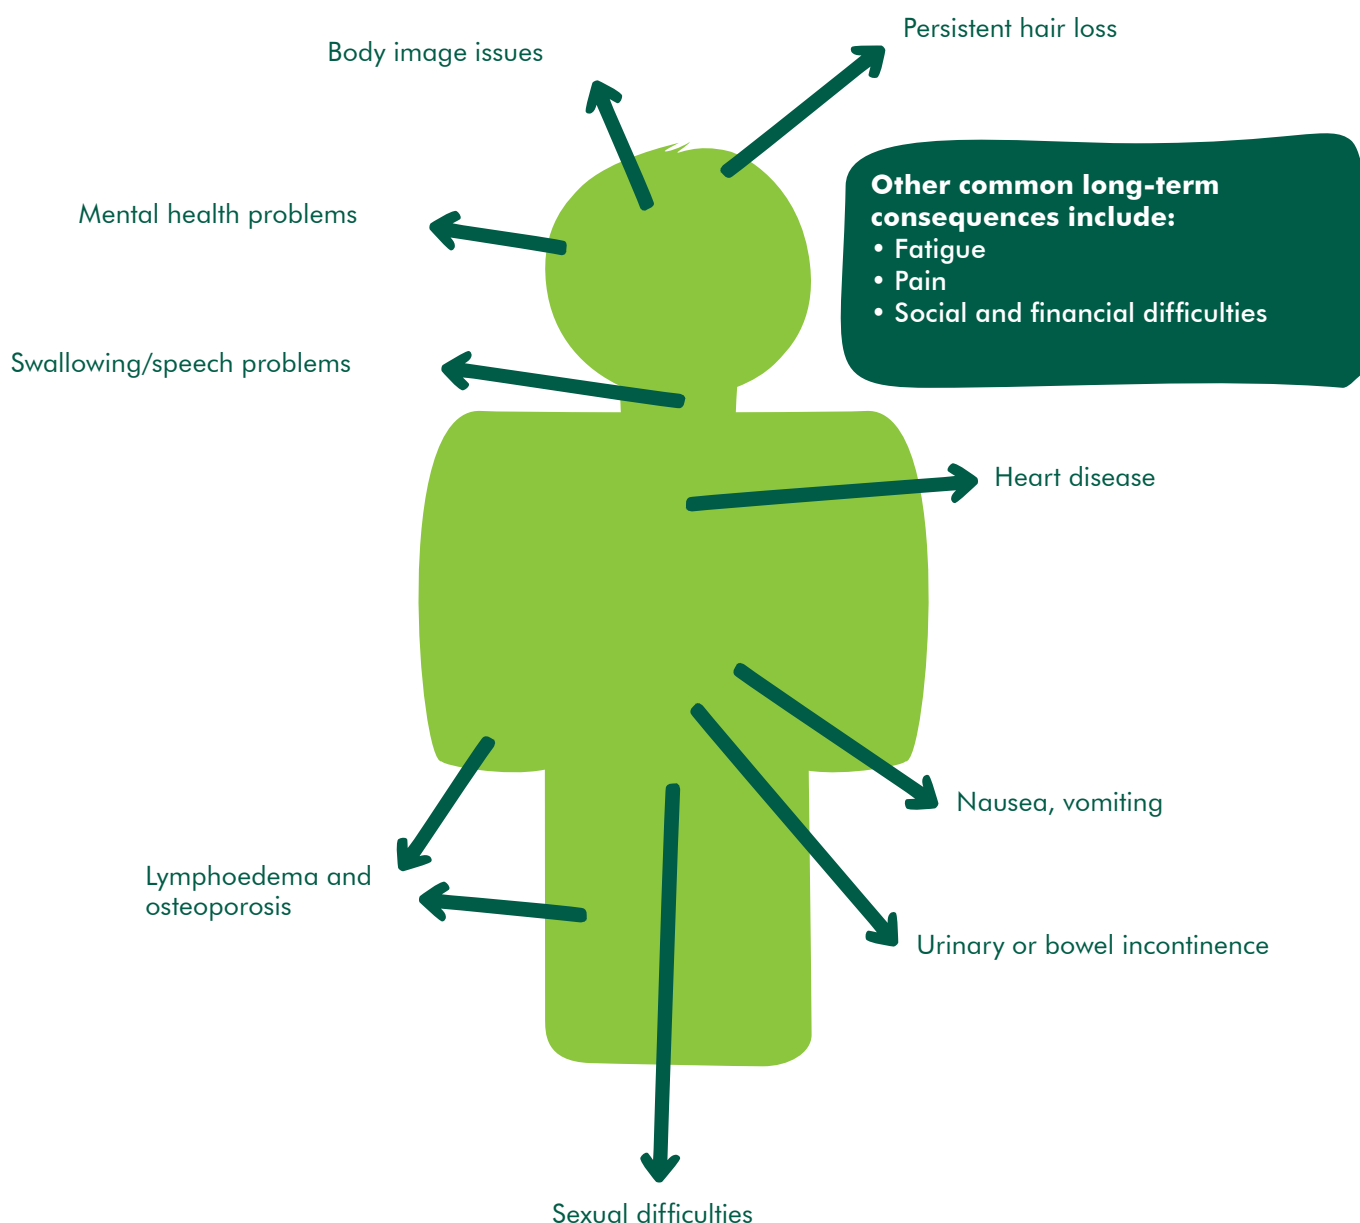 Persistent hair loss
Body image issues
Other common long-term
consequences include:
• Fatigue
• Pain
• Social and financial difficulties
Mental health problems
Swallowing/speech problems
Heart disease
Nausea, vomiting
Lymphoedema and
osteoporosis
Urinary or bowel incontinence
Sexual difficulties